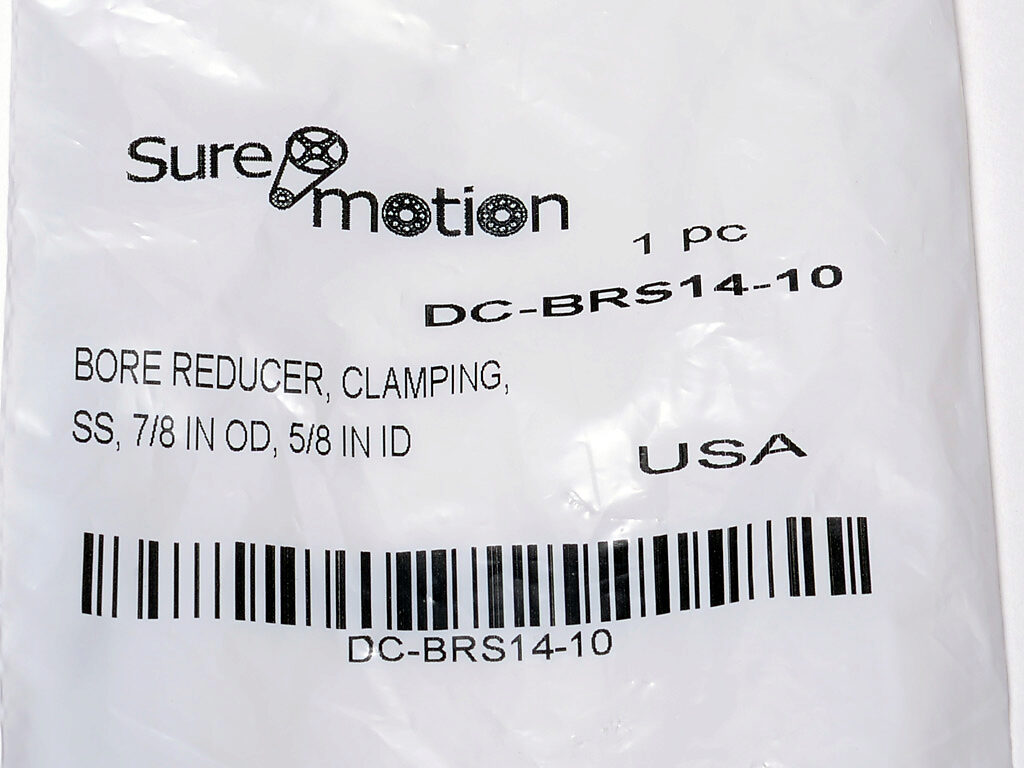 Sure
motion
1 pc
DC-BRS14-10
BORE REDUCER, CLAMPING,
SS, 7/8 IN OD, 5/8 IN ID
USA
DC-BRS14-10